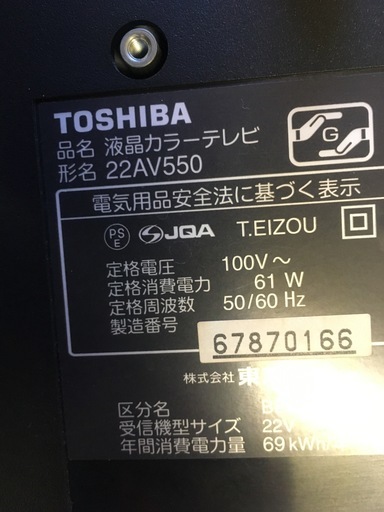 TOSHIBA
品名 液晶カラーテレビ
形名 22AV550
G
電気用品安全法に基づく表示
PS E JQA T.EIZOU
定格電圧 100V～
定格消費電力 61 W
定格周波数 50/60 Hz
製造番号 67870166
株式会社 東
区分名
受信機型サイズ 22V
年間消費電力量 69 kWh/